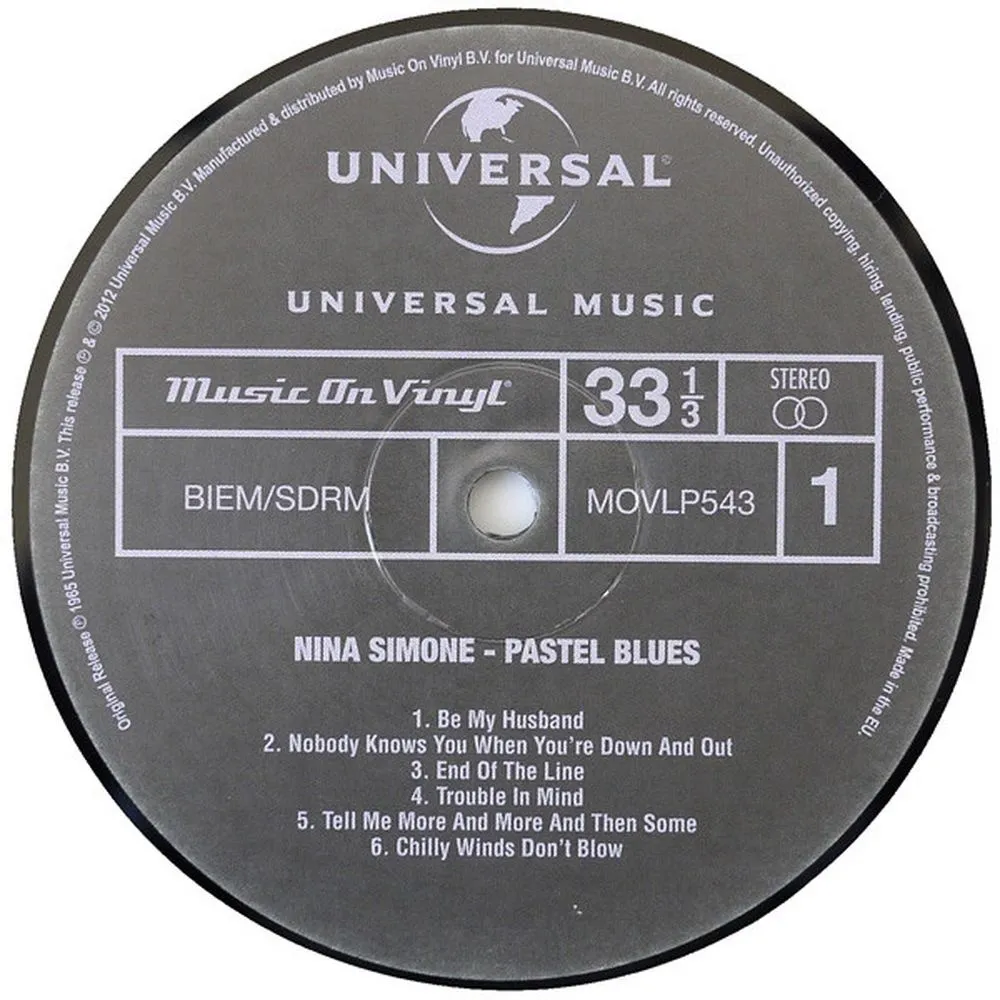 Original Release ℗ 1965 Universal Music B.V. This release ℗ & © 2012 Universal Music B.V. Manufactured & distributed by Music On Vinyl B.V. for Universal Music B.V. All rights reserved. Unauthorized copying, hiring, lending, public performance & broadcasting prohibited. Made in the EU.
UNIVERSAL®
UNIVERSAL MUSIC
Music On Vinyl®
33 1/3
STEREO
BIEM/SDRM
MOVLP543
1
NINA SIMONE - PASTEL BLUES
1. Be My Husband
2. Nobody Knows You When You're Down And Out
3. End Of The Line
4. Trouble In Mind
5. Tell Me More And More And Then Some
6. Chilly Winds Don't Blow